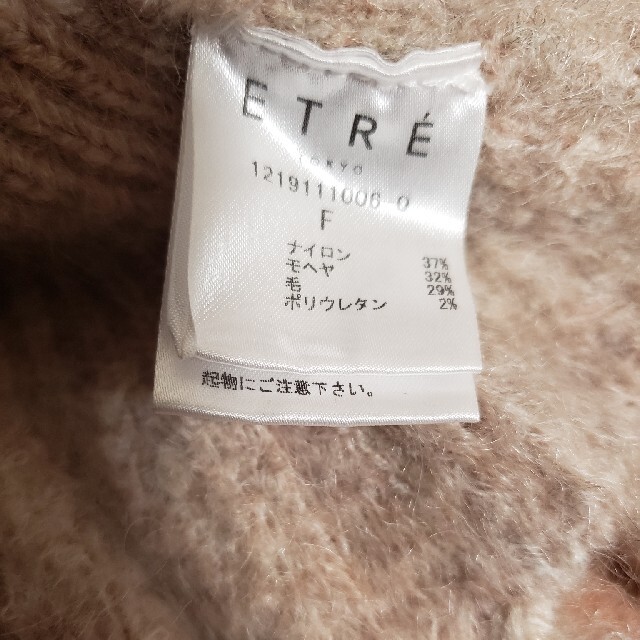 ETRÉ
TOKYO
1219111006 0
F
ナイロン 37%
モヘヤ 32%
毛 29%
ポリウレタン 2%
起物にご注意下さい。